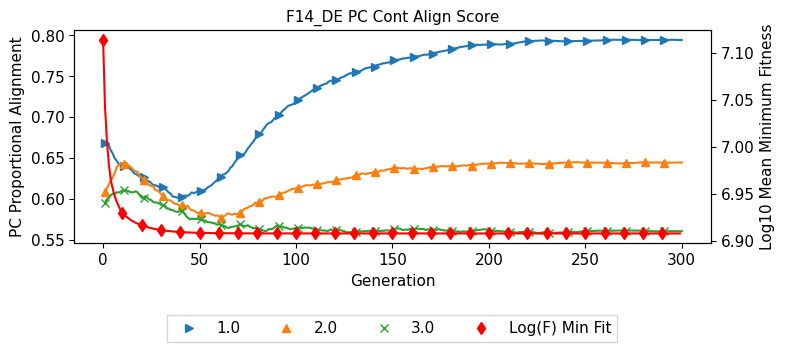 F14_DE PC Cont Align Score
PC Proportional Alignment
0.80
0.75
0.70
0.65
0.60
0.55
7.10
7.05
7.00
6.95
6.90
Log10 Mean Minimum Fitness
0 50 100 150 200 250 300
Generation
1.0 2.0 3.0 Log(F) Min Fit